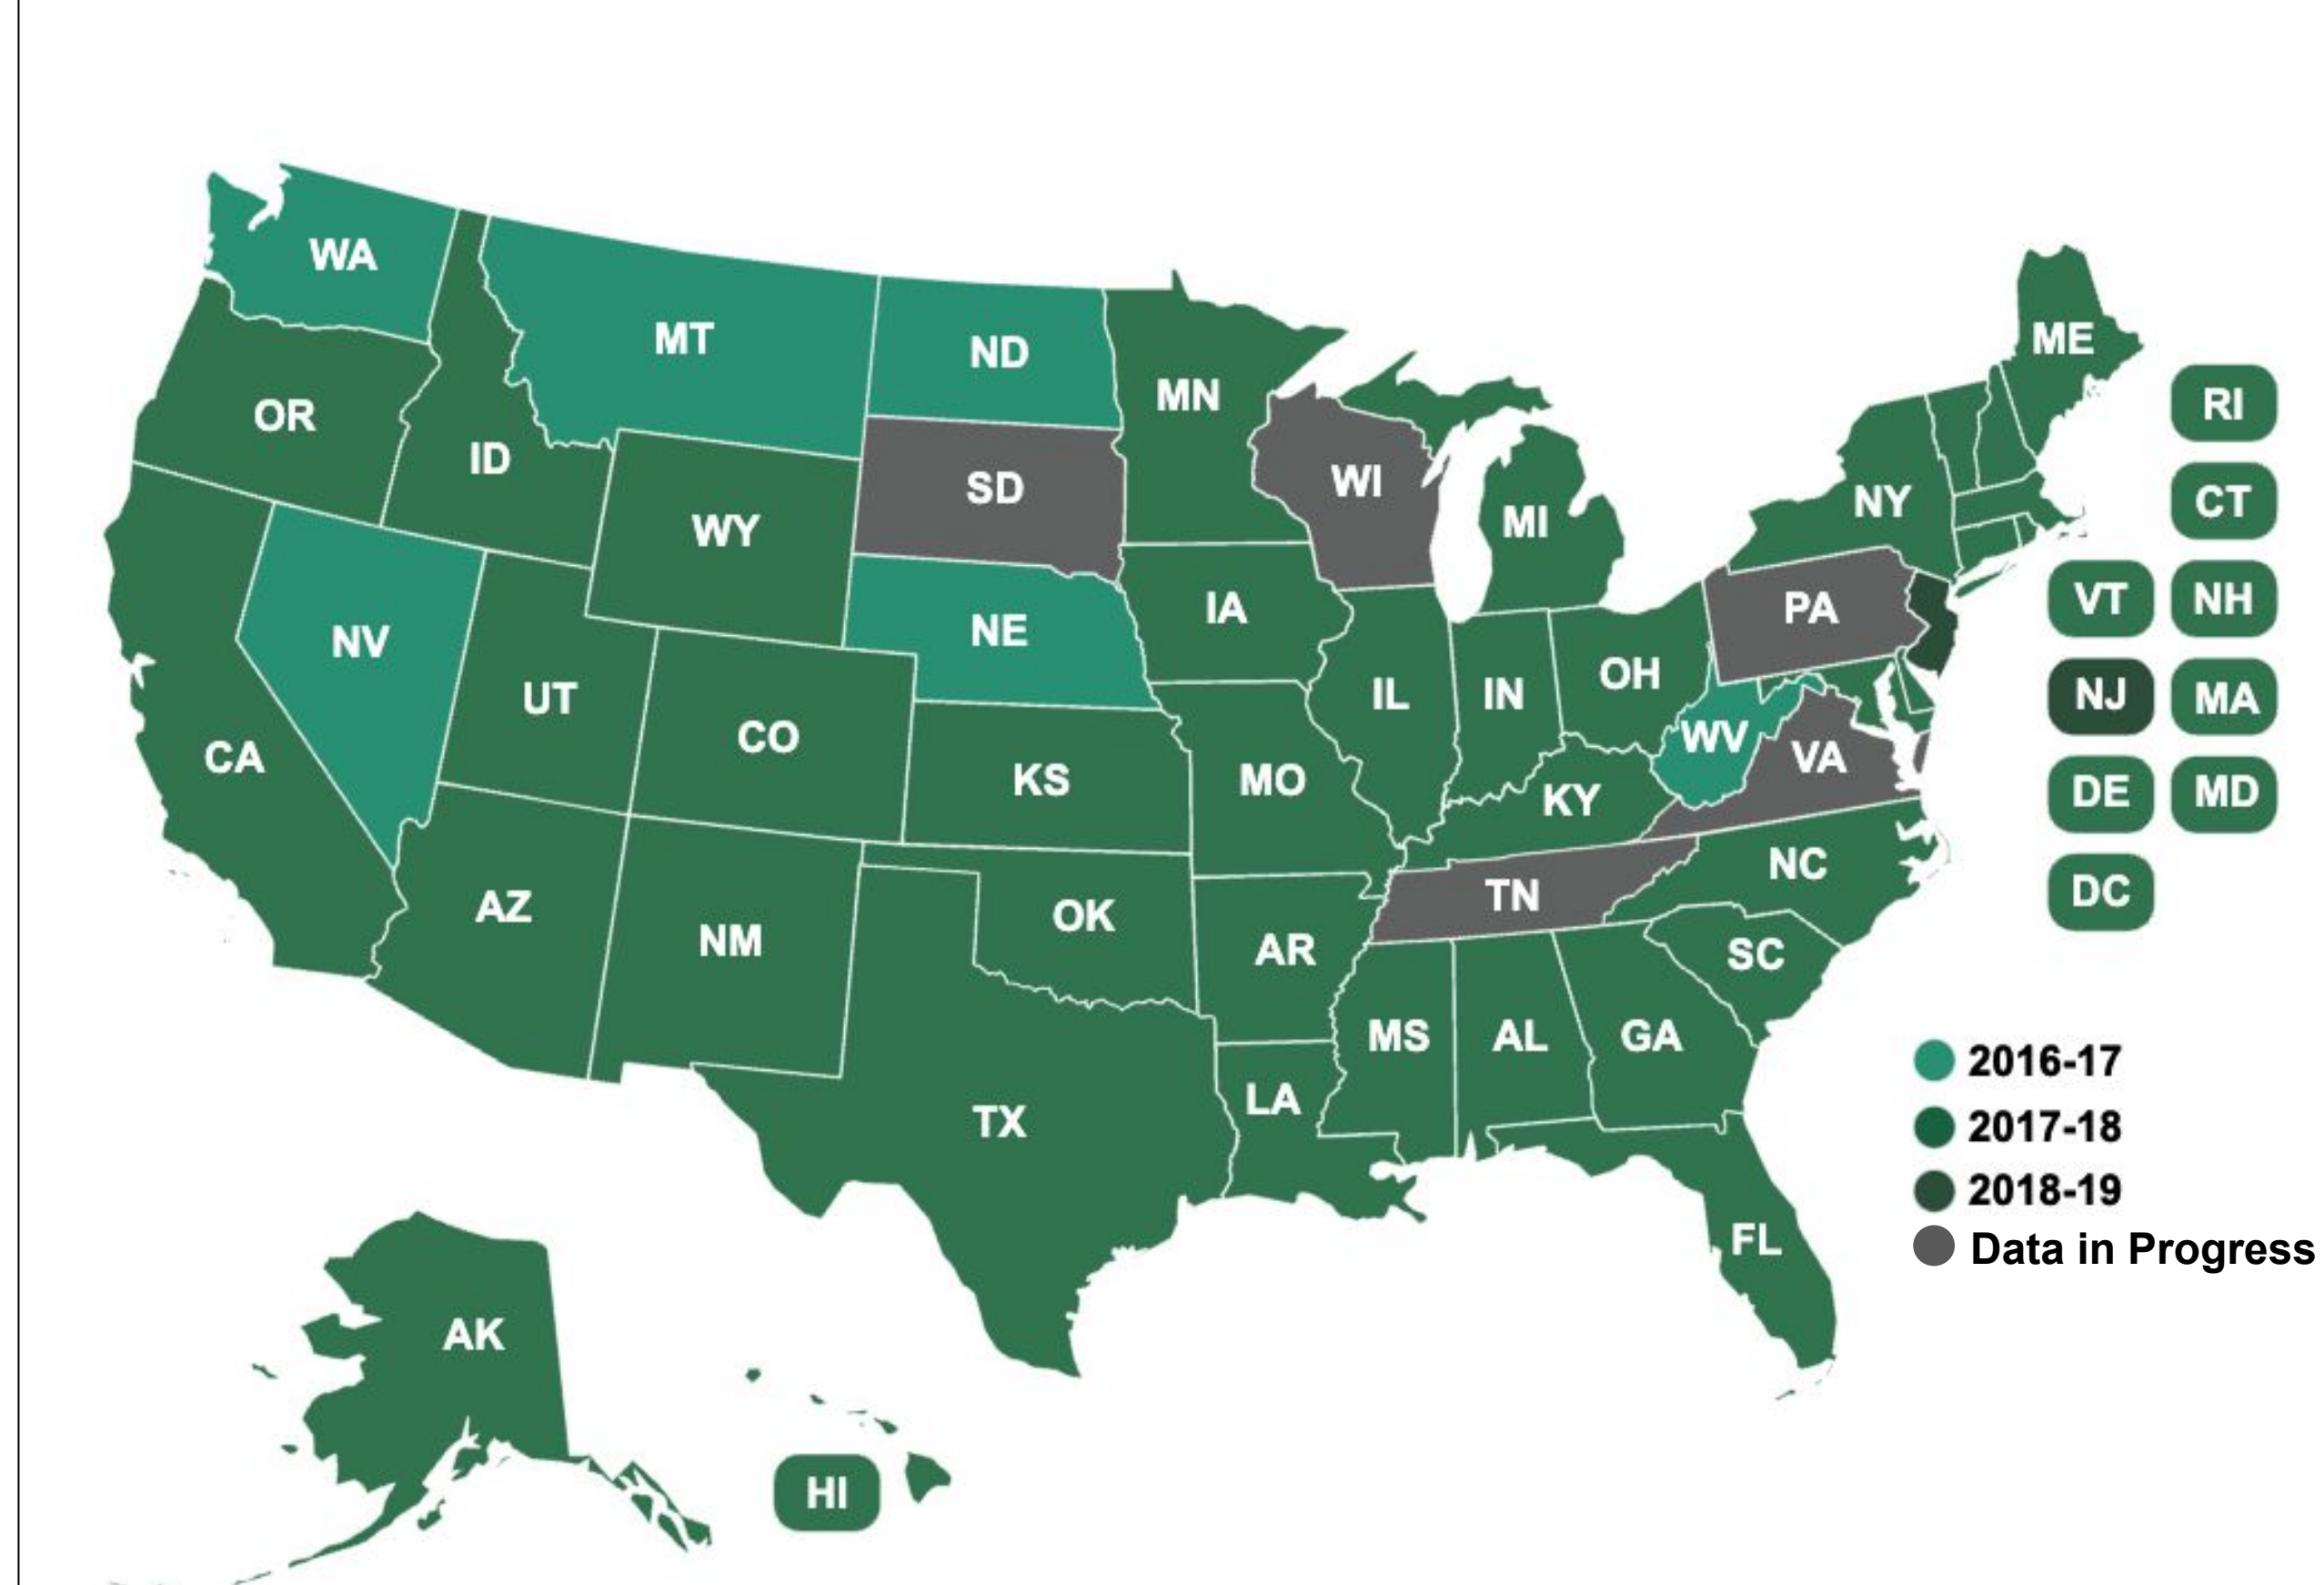 WA
MT
ND
MN
ME
OR
ID
SD
WI
MI
NY
RI
WY
CT
NV
NE
IA
PA
VT
NH
UT
CO
IL
IN
OH
WV
NJ
MA
CA
KS
MO
KY
VA
DE
MD
AZ
NM
OK
AR
TN
NC
DC
SC
MS
AL
GA
TX
LA
FL
2016-17
2017-18
2018-19
Data in Progress
AK
HI